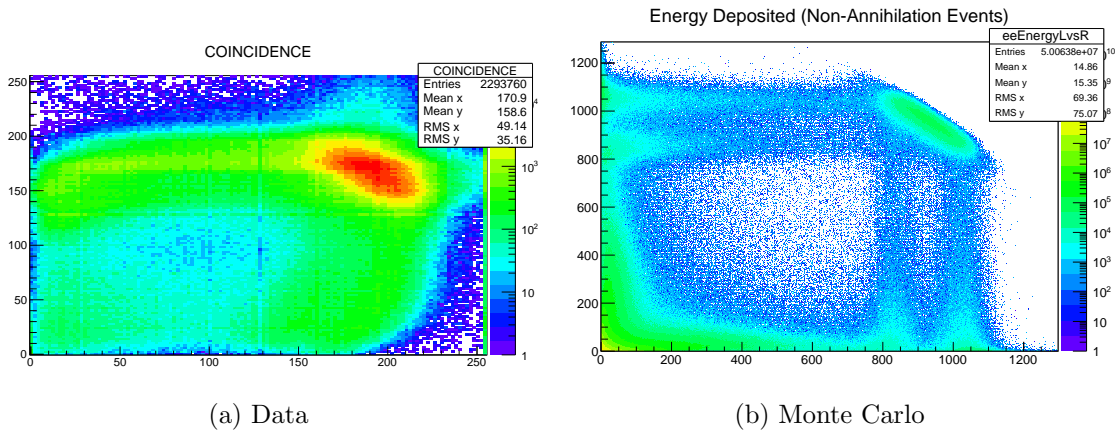 COINCIDENCE
COINCIDENCE
Entries 2293760
Mean x 170.9
Mean y 158.6
RMS x 49.14
RMS y 35.16
250
200
150
100
50
0
0 50 100 150 200 250
10³
10²
10
1
(a) Data
Energy Deposited (Non-Annihilation Events)
eeEnergyLvsR
Entries 5.00638e+07
Mean x 14.86
Mean y 15.35
RMS x 69.36
RMS y 75.07
1200
1000
800
600
400
200
0
0 200 400 600 800 1000 1200
10¹⁰
10⁹
10⁸
10⁷
10⁶
10⁵
10⁴
10³
10²
10
1
(b) Monte Carlo